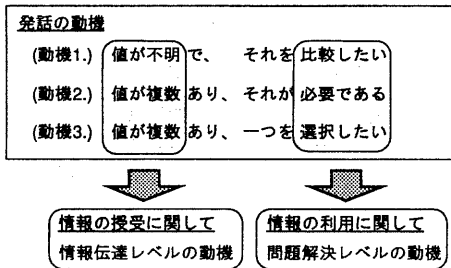 発話の動機
(動機1.) 値が不明で、 それを比較したい
(動機2.) 値が複数あり、 それが必要である
(動機3.) 値が複数あり、 一つを選択したい
情報の授受に関して
情報伝達レベルの動機
情報の利用に関して
問題解決レベルの動機